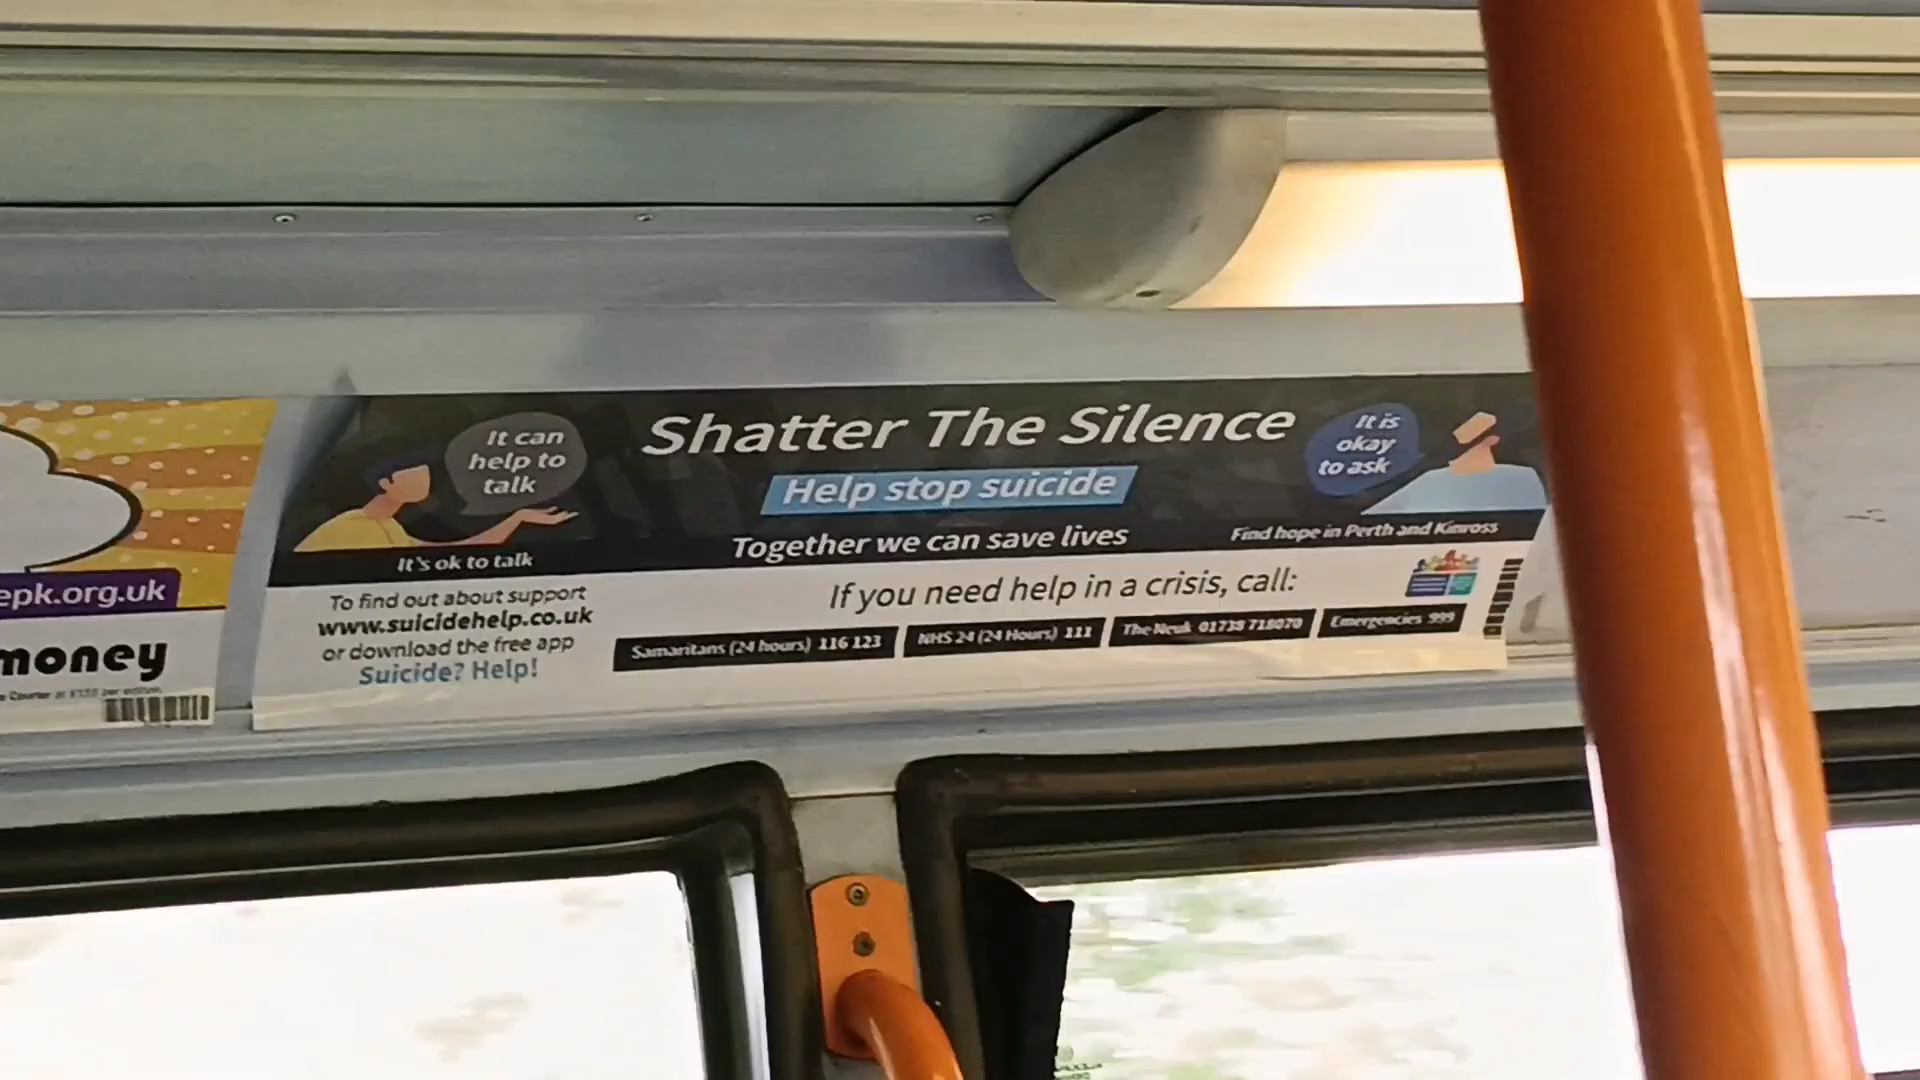 epk.org.uk
money
It can
help to
talk
It's ok to talk
Shatter The Silence
Help stop suicide
Together we can save lives
It is
okay
to ask
Find hope in Perth and Kinross
To find out about support
www.suicidehelp.co.uk
or download the free app
Suicide? Help!
If you need help in a crisis, call:
Samaritans (24 hours) 116 123
NHS 24 (24 Hours) 111
The Neuk 01738 718070
Emergencies 999